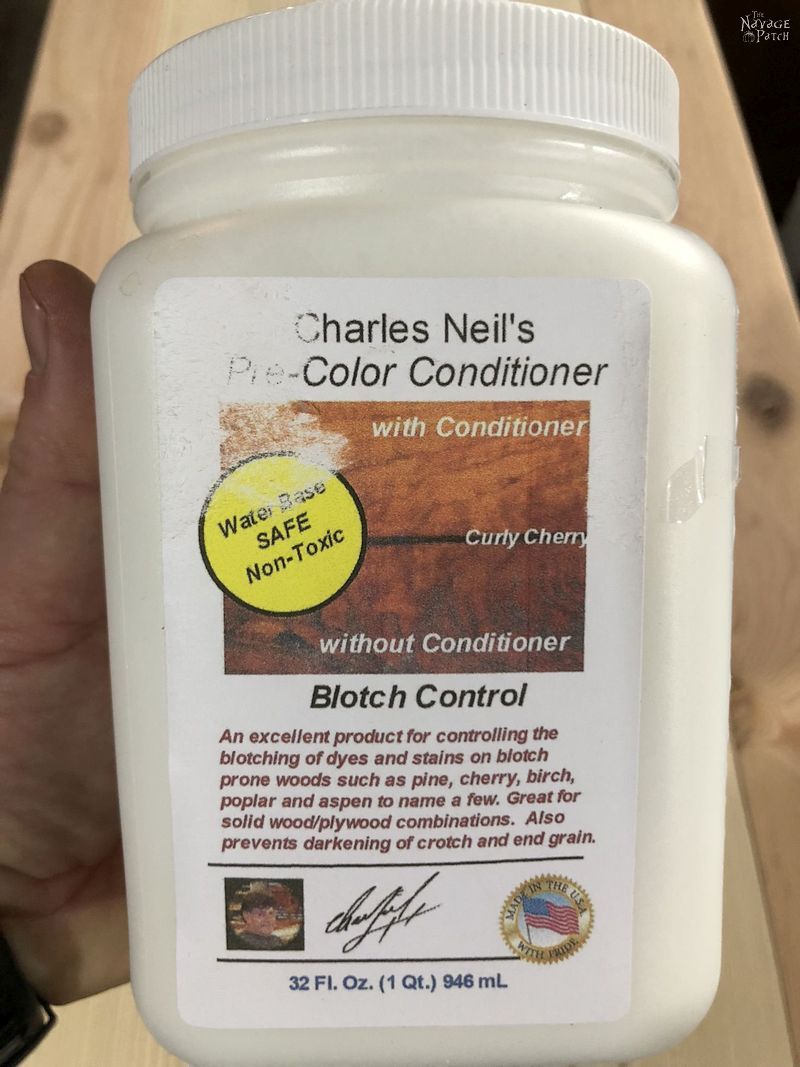 THE
NAVAGE
PATCH
Charles Neil's
Pre-Color Conditioner
with Conditioner
Water Base
SAFE
Non-Toxic
Curly Cherry
without Conditioner
Blotch Control
An excellent product for controlling the
blotching of dyes and stains on blotch
prone woods such as pine, cherry, birch,
poplar and aspen to name a few. Great for
solid wood/plywood combinations. Also
prevents darkening of crotch and end grain.
MADE IN THE U.S.A
WITH PRIDE
32 Fl. Oz. (1 Qt.) 946 mL